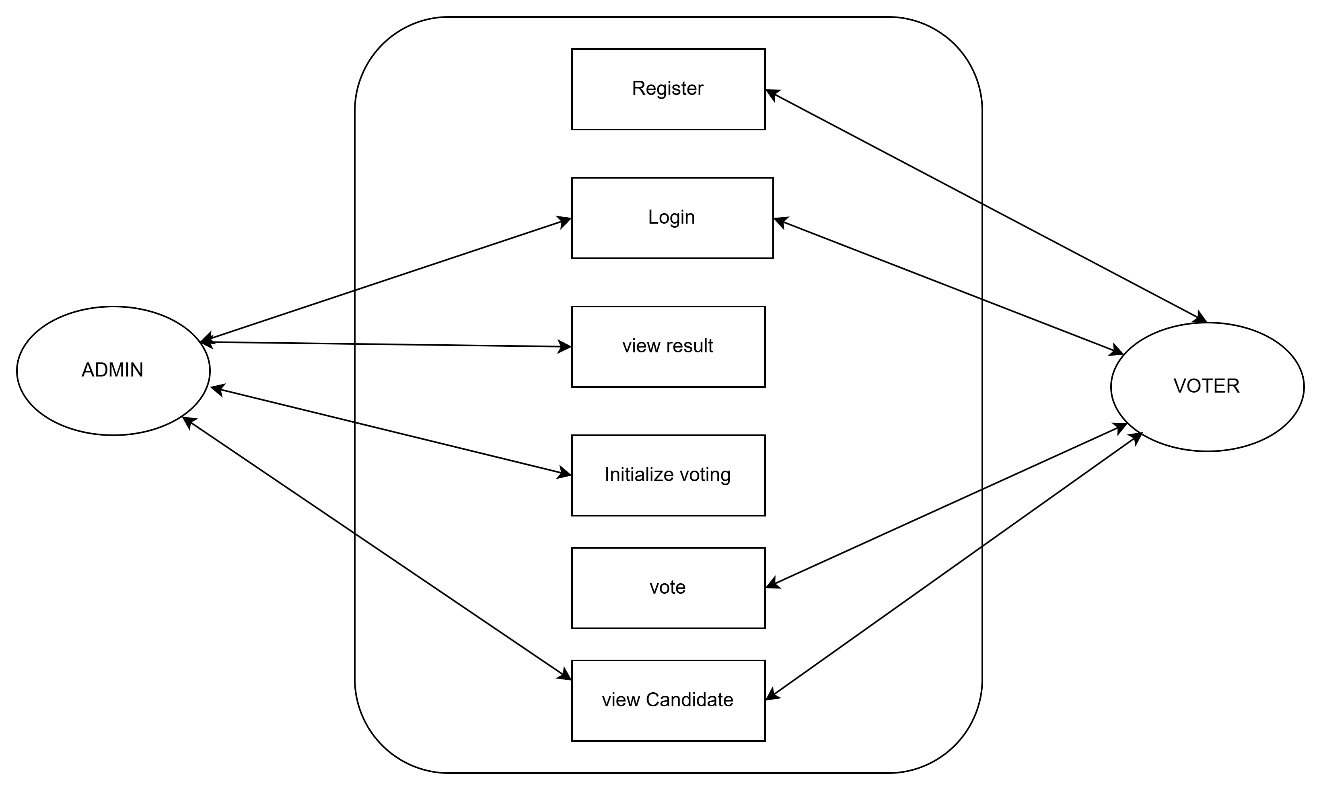 Register
Login
view result
ADMIN
VOTER
Initialize voting
vote
view Candidate